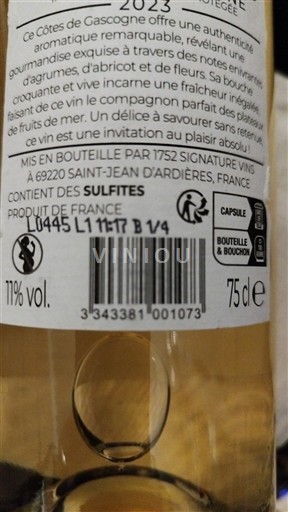 2023
Ce Côtes de Gascogne offre une authenticité
aromatique remarquable, révélant une
gourmandise exquise à travers des notes enivrantes
d'agrumes, d'abricot et de fleurs. Sa bouche
croquante et vive incarne une fraîcheur inégalée,
faisant de ce vin le compagnon parfait des plateaux
de fruits de mer. Un délice à savourer sans retenue,
ce vin est une invitation au plaisir absolu!
MIS EN BOUTEILLE PAR 1752 SIGNATURE VINS
À 69220 SAINT-JEAN D'ARDIÈRES, FRANCE
CONTIENT DES SULFITES
PRODUIT DE FRANCE
L0445 L1 11:17 B 1/4
CAPSULE
BOUTEILLE
& BOUCHON
VINIOU
11% vol.
75 cl e
3 343381 001073